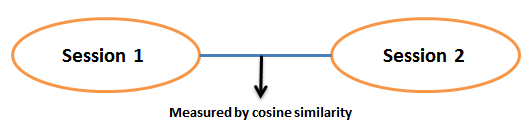 Session 1
Session 2
Measured by cosine similarity